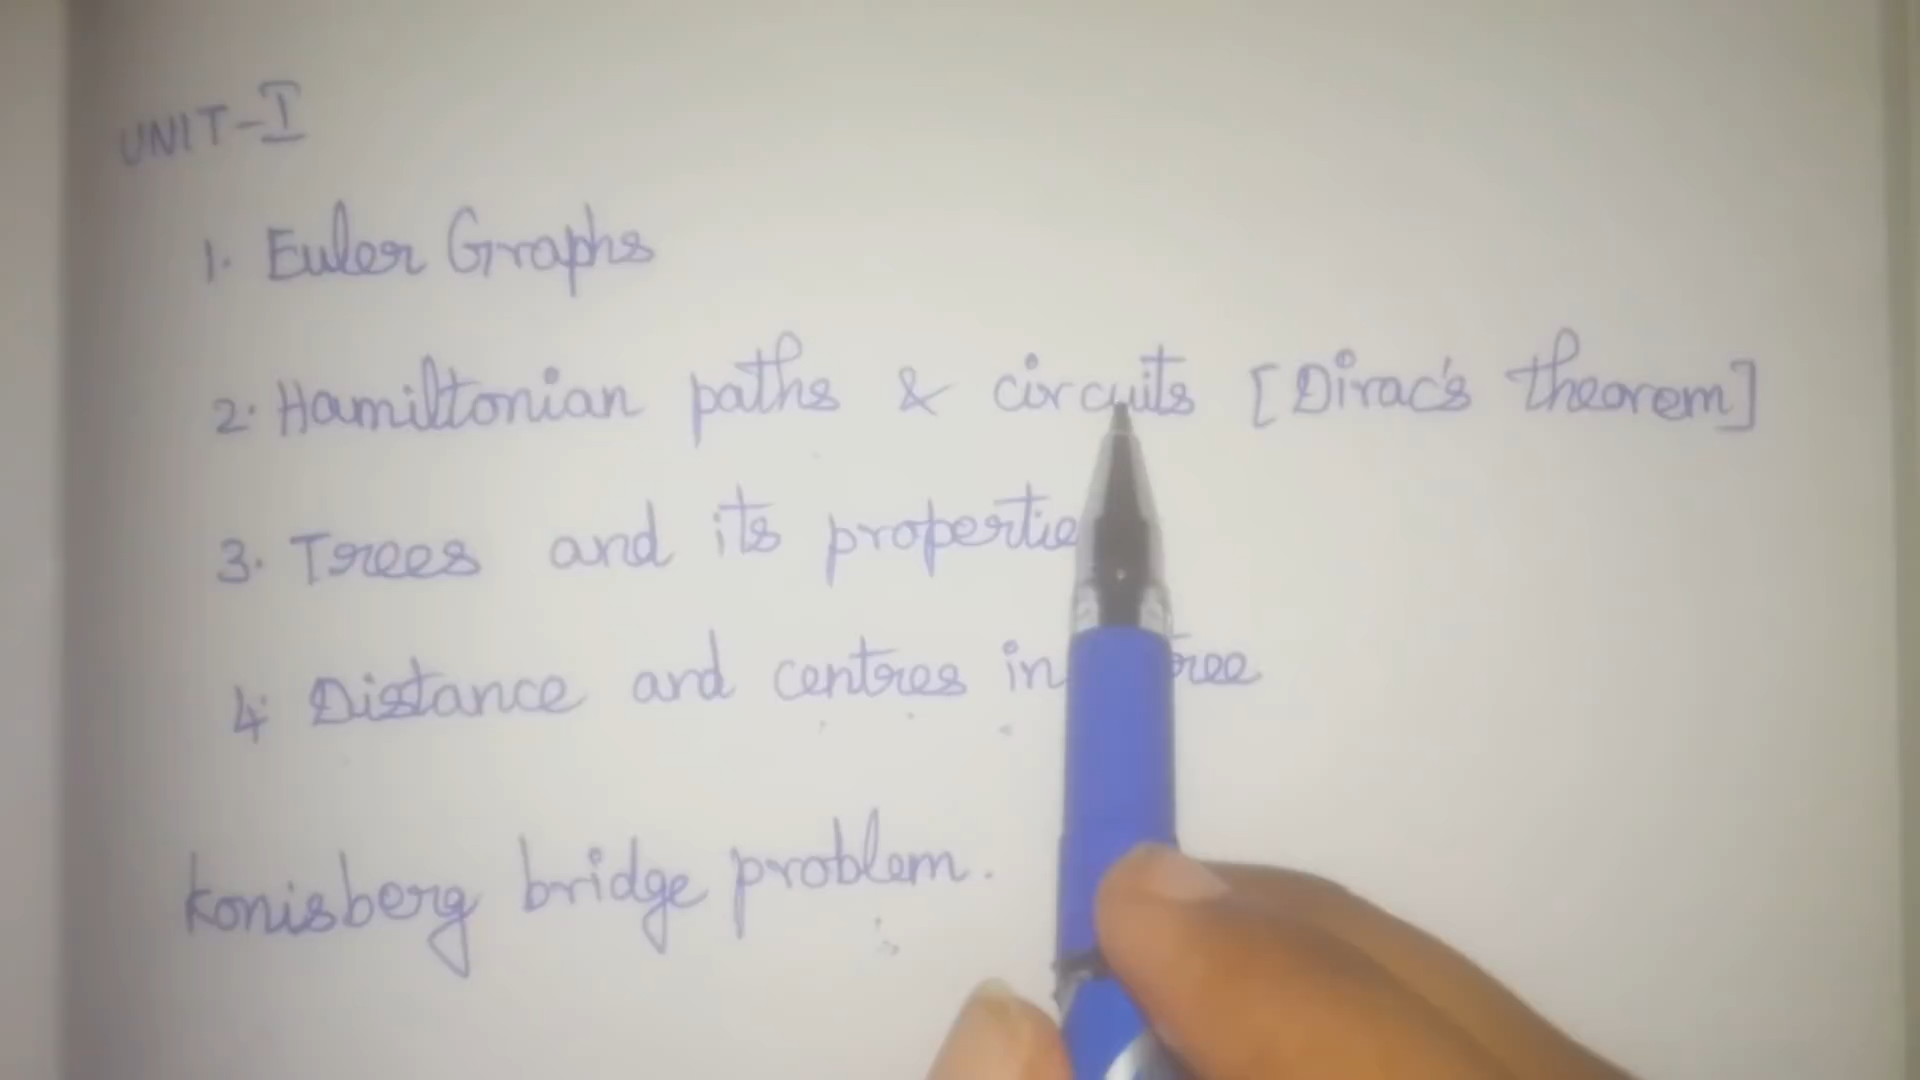 UNIT-I
1. Euler Graphs
2. Hamiltonian paths & circuits [Dirac's theorem]
3. Trees and its propertie
4. Distance and centres in ree
Konisberg bridge problem.